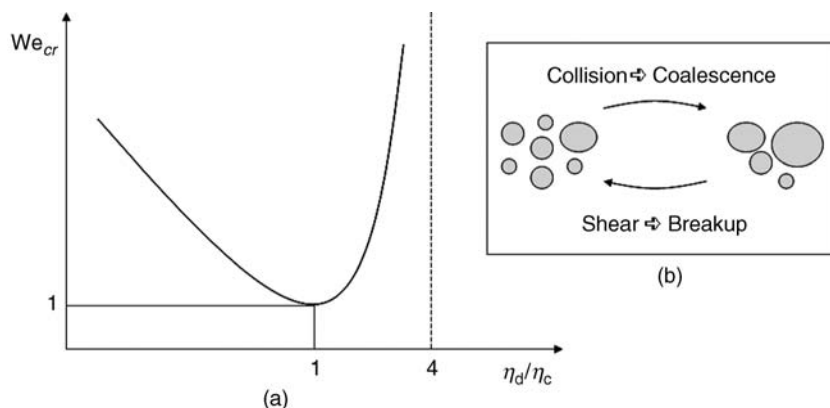 We_cr
1
1
4
η_d/η_c
(a)
Collision ➪ Coalescence
Shear ➪ Breakup
(b)